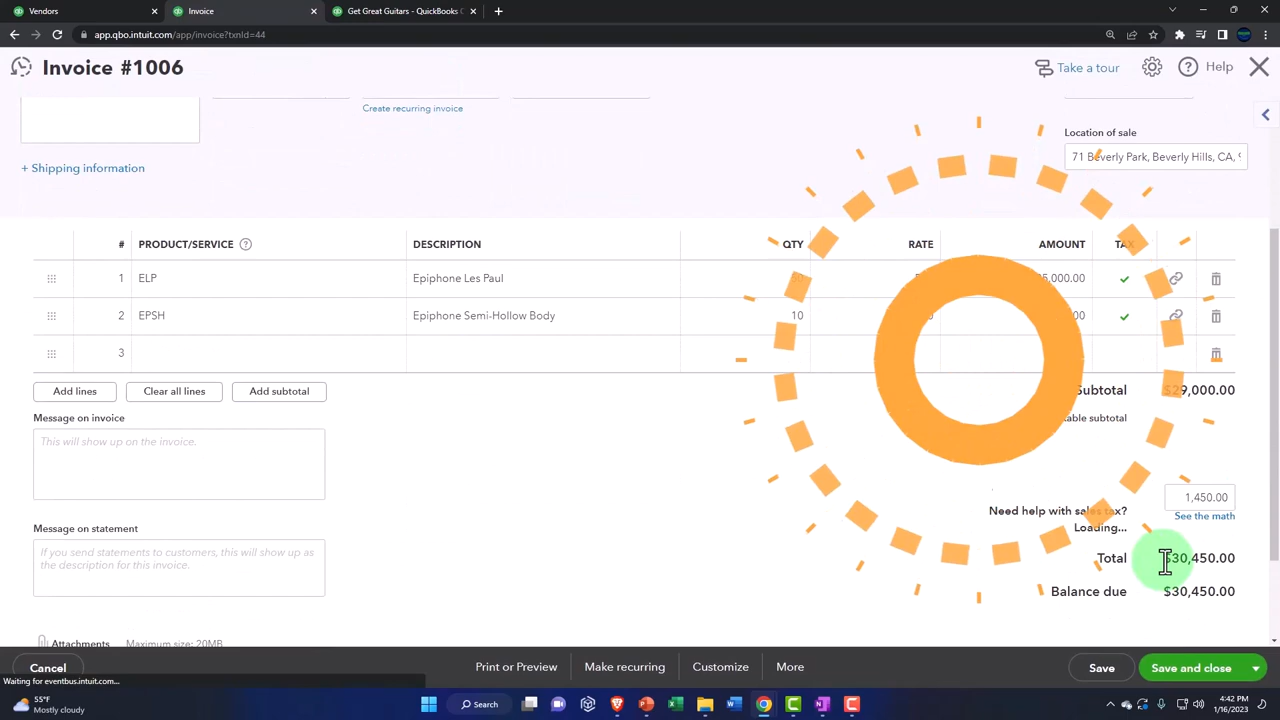 Vendors
Invoice
Get Great Guitars - QuickBooks
app.qbo.intuit.com/app/invoice?txnId=44
Invoice #1006
Take a tour
Help
Create recurring invoice
Location of sale
+ Shipping information
71 Beverly Park, Beverly Hills, CA,
# PRODUCT/SERVICE DESCRIPTION QTY RATE AMOUNT
1 ELP Epiphone Les Paul
2 EPSH Epiphone Semi-Hollow Body 10
3
Add lines Clear all lines Add subtotal
Subtotal $29,000.00
Message on invoice
subtotal
This will show up on the invoice.
1,450.00
Need help with sales tax?
See the math
Loading...
Message on statement
If you send statements to customers, this will show up as
the description for this invoice.
Total $30,450.00
Balance due $30,450.00
Attachments Maximum size: 20MB
Cancel Print or Preview Make recurring Customize More Save Save and close
Waiting for eventbus.intuit.com...
55°F
Mostly cloudy
Search
4:42 PM
1/16/2023